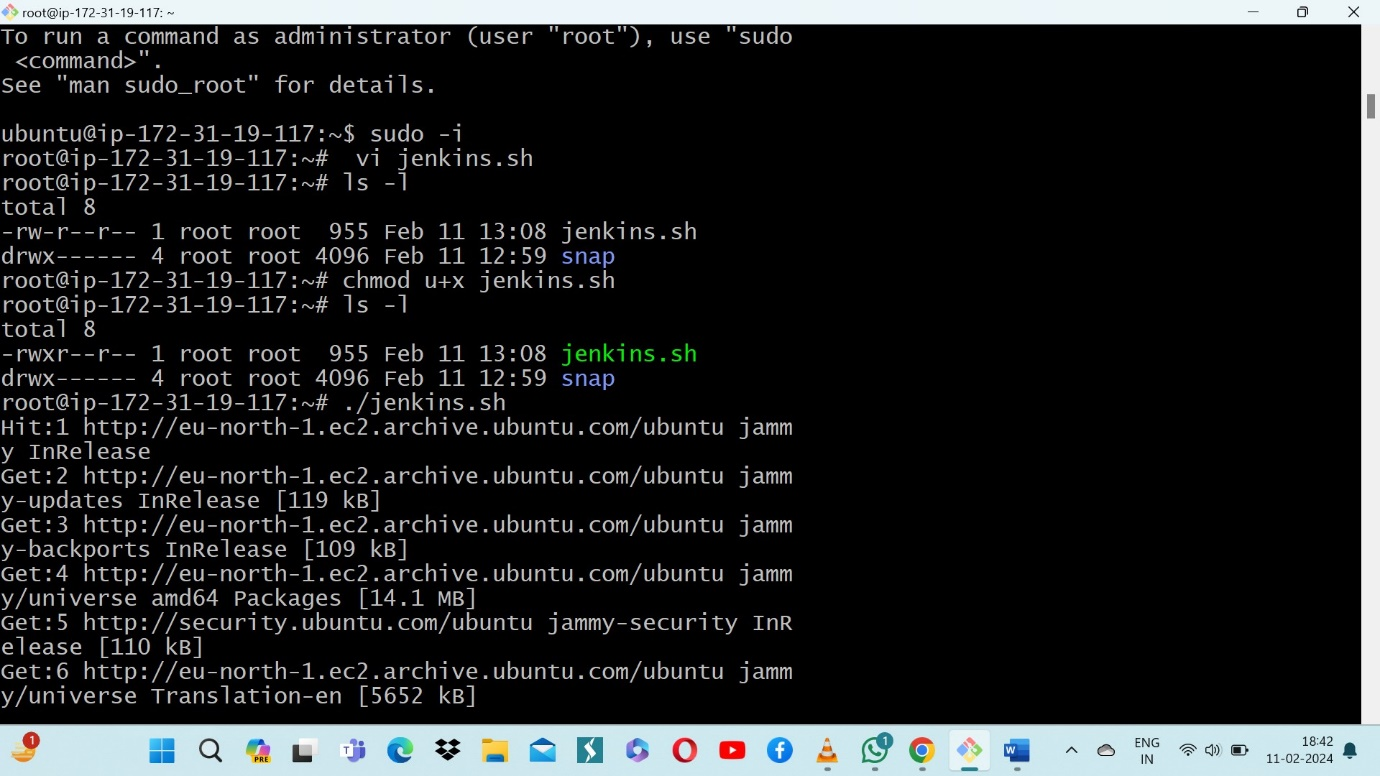 root@ip-172-31-19-117: ~
To run a command as administrator (user "root"), use "sudo
 <command>".
See "man sudo_root" for details.
ubuntu@ip-172-31-19-117:~$ sudo -i
root@ip-172-31-19-117:~#  vi jenkins.sh
root@ip-172-31-19-117:~# ls -l
total 8
-rw-r--r-- 1 root root  955 Feb 11 13:08 jenkins.sh
drwx------ 4 root root 4096 Feb 11 12:59 snap
root@ip-172-31-19-117:~# chmod u+x jenkins.sh
root@ip-172-31-19-117:~# ls -l
total 8
-rwxr--r-- 1 root root  955 Feb 11 13:08 jenkins.sh
drwx------ 4 root root 4096 Feb 11 12:59 snap
root@ip-172-31-19-117:~# ./jenkins.sh
Hit:1 http://eu-north-1.ec2.archive.ubuntu.com/ubuntu jamm
y InRelease
Get:2 http://eu-north-1.ec2.archive.ubuntu.com/ubuntu jamm
y-updates InRelease [119 kB]
Get:3 http://eu-north-1.ec2.archive.ubuntu.com/ubuntu jamm
y-backports InRelease [109 kB]
Get:4 http://eu-north-1.ec2.archive.ubuntu.com/ubuntu jamm
y/universe amd64 Packages [14.1 MB]
Get:5 http://security.ubuntu.com/ubuntu jammy-security InR
elease [110 kB]
Get:6 http://eu-north-1.ec2.archive.ubuntu.com/ubuntu jamm
y/universe Translation-en [5652 kB]
1
PRE
T
1
W
ENG
IN
18:42
11-02-2024